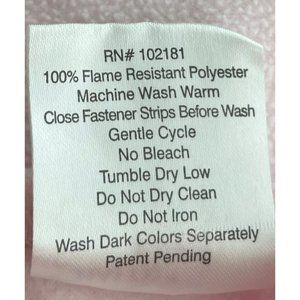 RN# 102181
100% Flame Resistant Polyester
Machine Wash Warm
Close Fastener Strips Before Wash
Gentle Cycle
No Bleach
Tumble Dry Low
Do Not Dry Clean
Do Not Iron
Wash Dark Colors Separately
Patent Pending